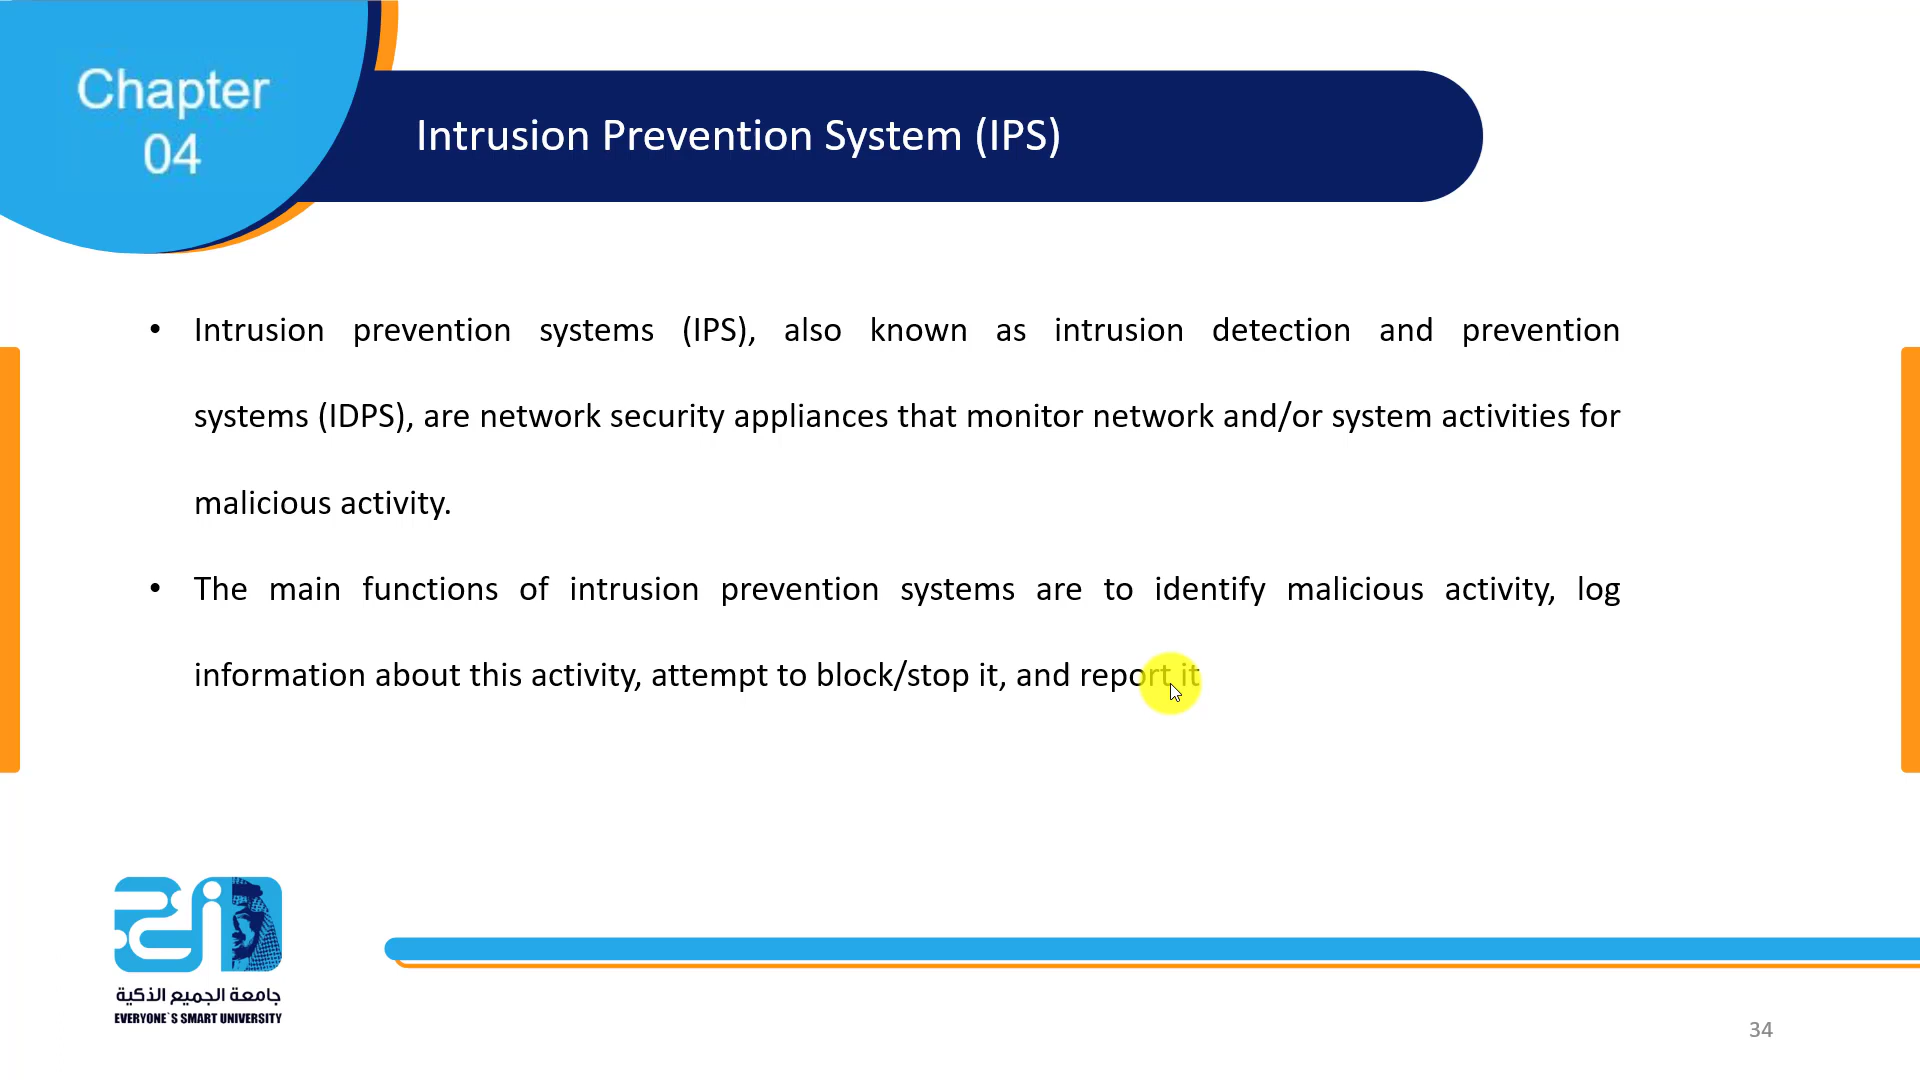 Chapter
04
Intrusion Prevention System (IPS)
• Intrusion prevention systems (IPS), also known as intrusion detection and prevention
systems (IDPS), are network security appliances that monitor network and/or system activities for
malicious activity.
• The main functions of intrusion prevention systems are to identify malicious activity, log
information about this activity, attempt to block/stop it, and report it
جامعة الجميع الذكية
EVERYONE`S SMART UNIVERSITY
34